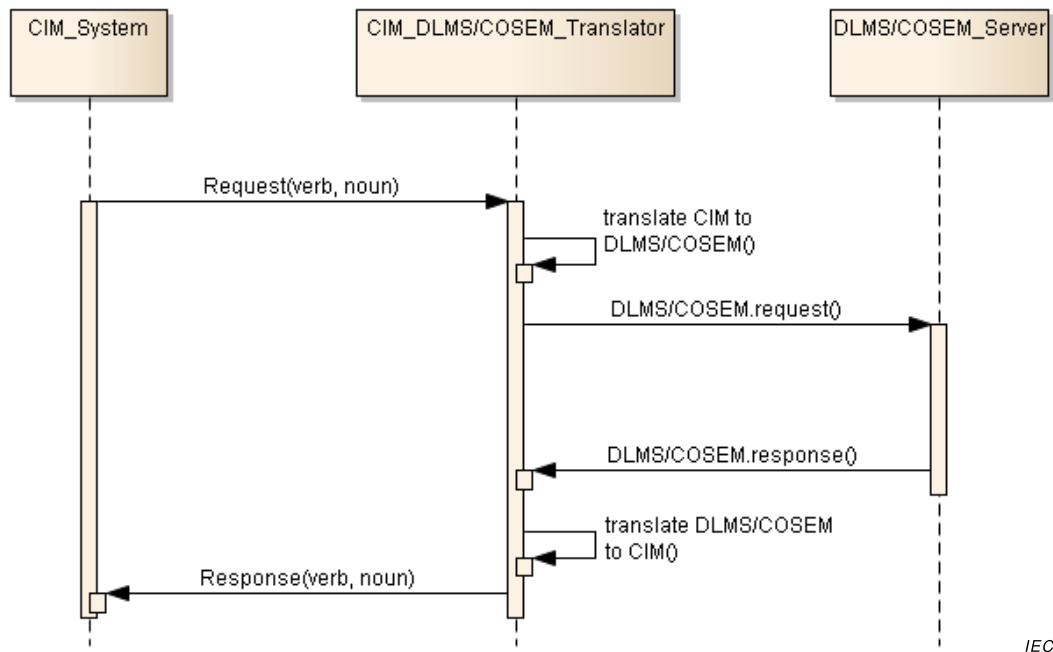 CIM_System
CIM_DLMS/COSEM_Translator
DLMS/COSEM_Server
Request(verb, noun)
translate CIM to
DLMS/COSEM()
DLMS/COSEM.request()
DLMS/COSEM.response()
translate DLMS/COSEM
to CIM()
Response(verb, noun)
IEC